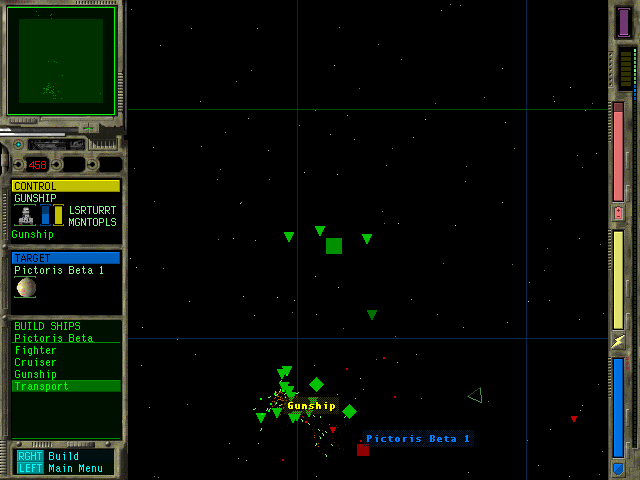 458
CONTROL
GUNSHIP
LSRTURRT
MGNTOPLS
Gunship
TARGET
Pictoris Beta 1
BUILD SHIPS
Pictoris Beta
Fighter
Cruiser
Gunship
Transport
RGHT Build
LEFT Main Menu
Gunship
Pictoris Beta 1